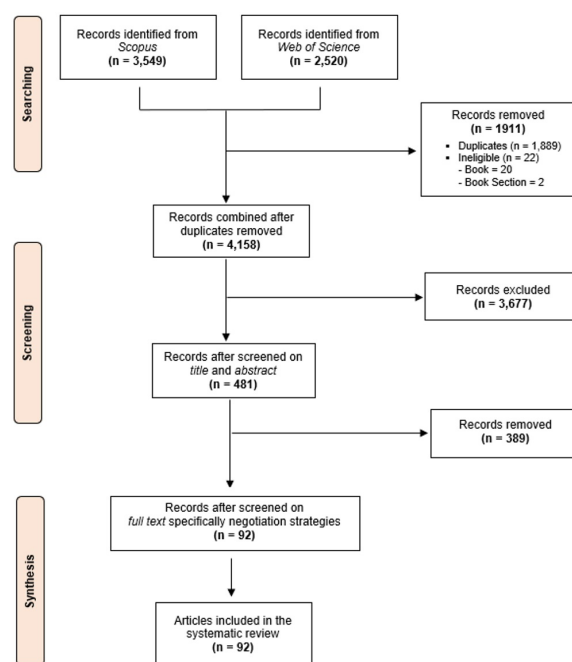 Searching
Records identified from
Scopus
(n = 3,549)
Records identified from
Web of Science
(n = 2,520)
Records removed
(n = 1911)
▪ Duplicates (n = 1,889)
▪ Ineligible (n = 22)
- Book = 20
- Book Section = 2
Records combined after
duplicates removed
(n = 4,158)
Screening
Records excluded
(n = 3,677)
Records after screened on
title and abstract
(n = 481)
Records removed
(n = 389)
Synthesis
Records after screened on
full text specifically negotiation strategies
(n = 92)
Articles included in the
systematic review
(n = 92)